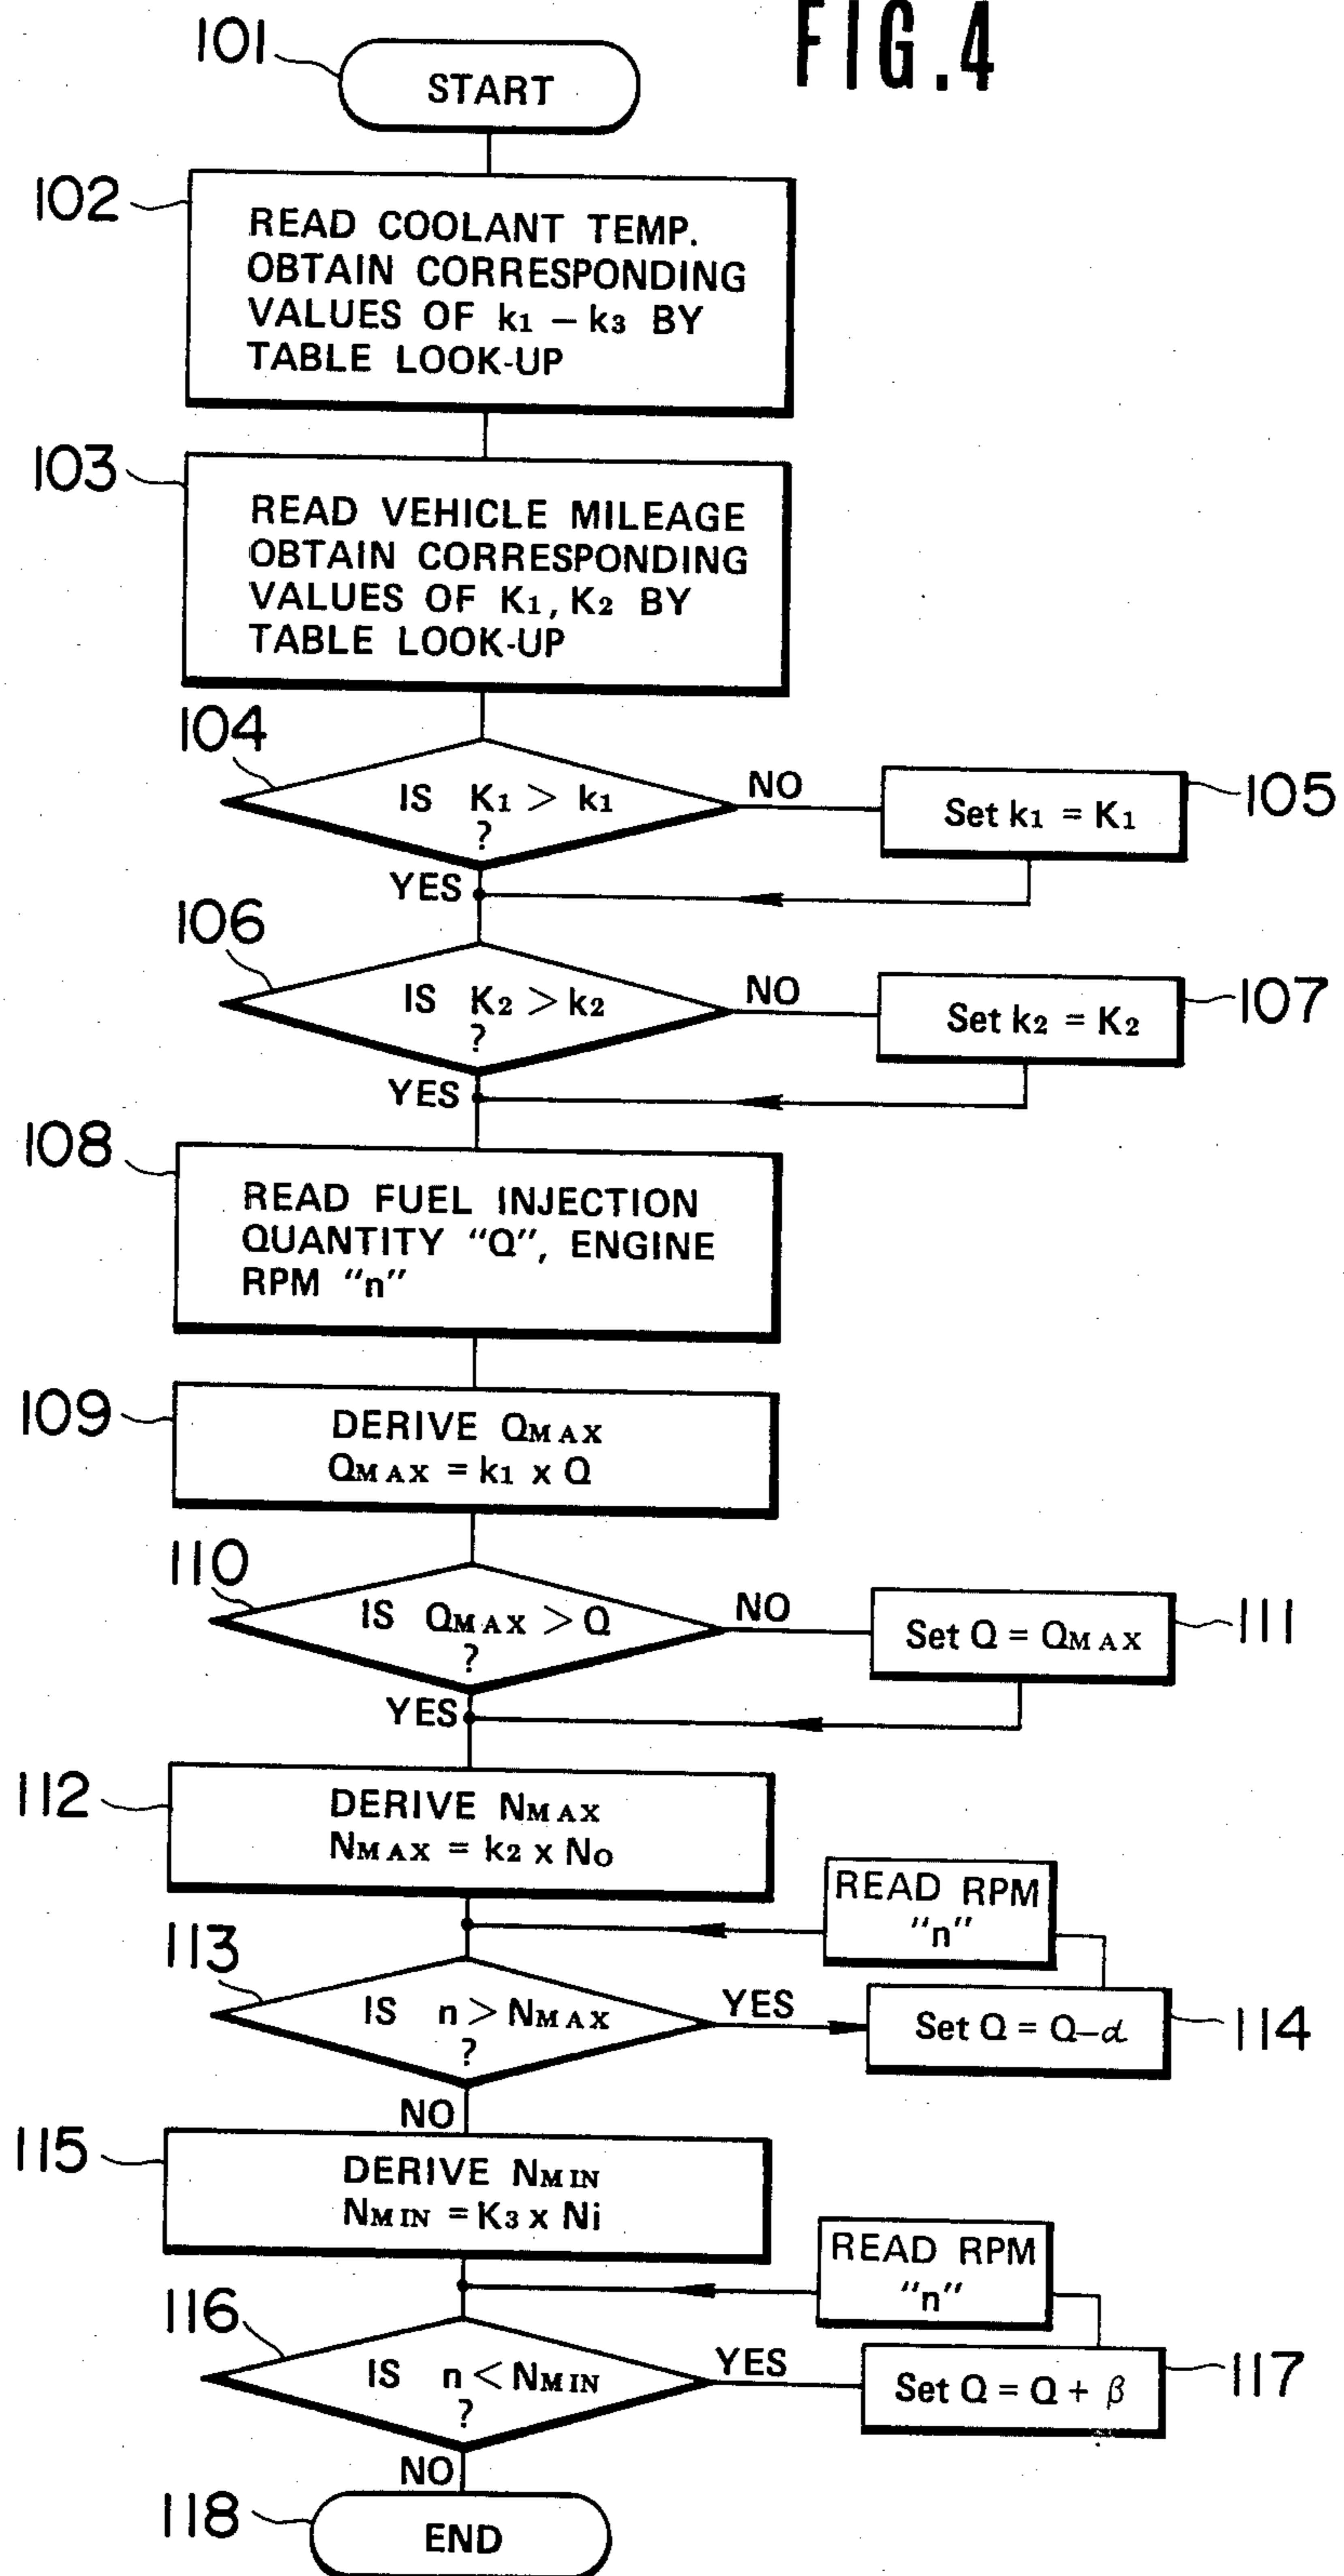 FIG.4
101
START
102
READ COOLANT TEMP.
OBTAIN CORRESPONDING
VALUES OF k1 – k3 BY
TABLE LOOK-UP
103
READ VEHICLE MILEAGE
OBTAIN CORRESPONDING
VALUES OF K1, K2 BY
TABLE LOOK-UP
104
IS K1 > k1
?
NO
Set k1 = K1
105
YES
106
IS K2 > k2
?
NO
Set k2 = K2
107
YES
108
READ FUEL INJECTION
QUANTITY "Q", ENGINE
RPM "n"
109
DERIVE QMAX
QMAX = k1 x Q
110
IS QMAX > Q
?
NO
Set Q = QMAX
111
YES
112
DERIVE NMAX
NMAX = k2 x No
READ RPM
"n"
113
IS n > NMAX
?
YES
Set Q = Q–α
114
NO
115
DERIVE NMIN
NMIN = K3 x Ni
READ RPM
"n"
116
IS n < NMIN
?
YES
Set Q = Q + β
117
NO
118
END